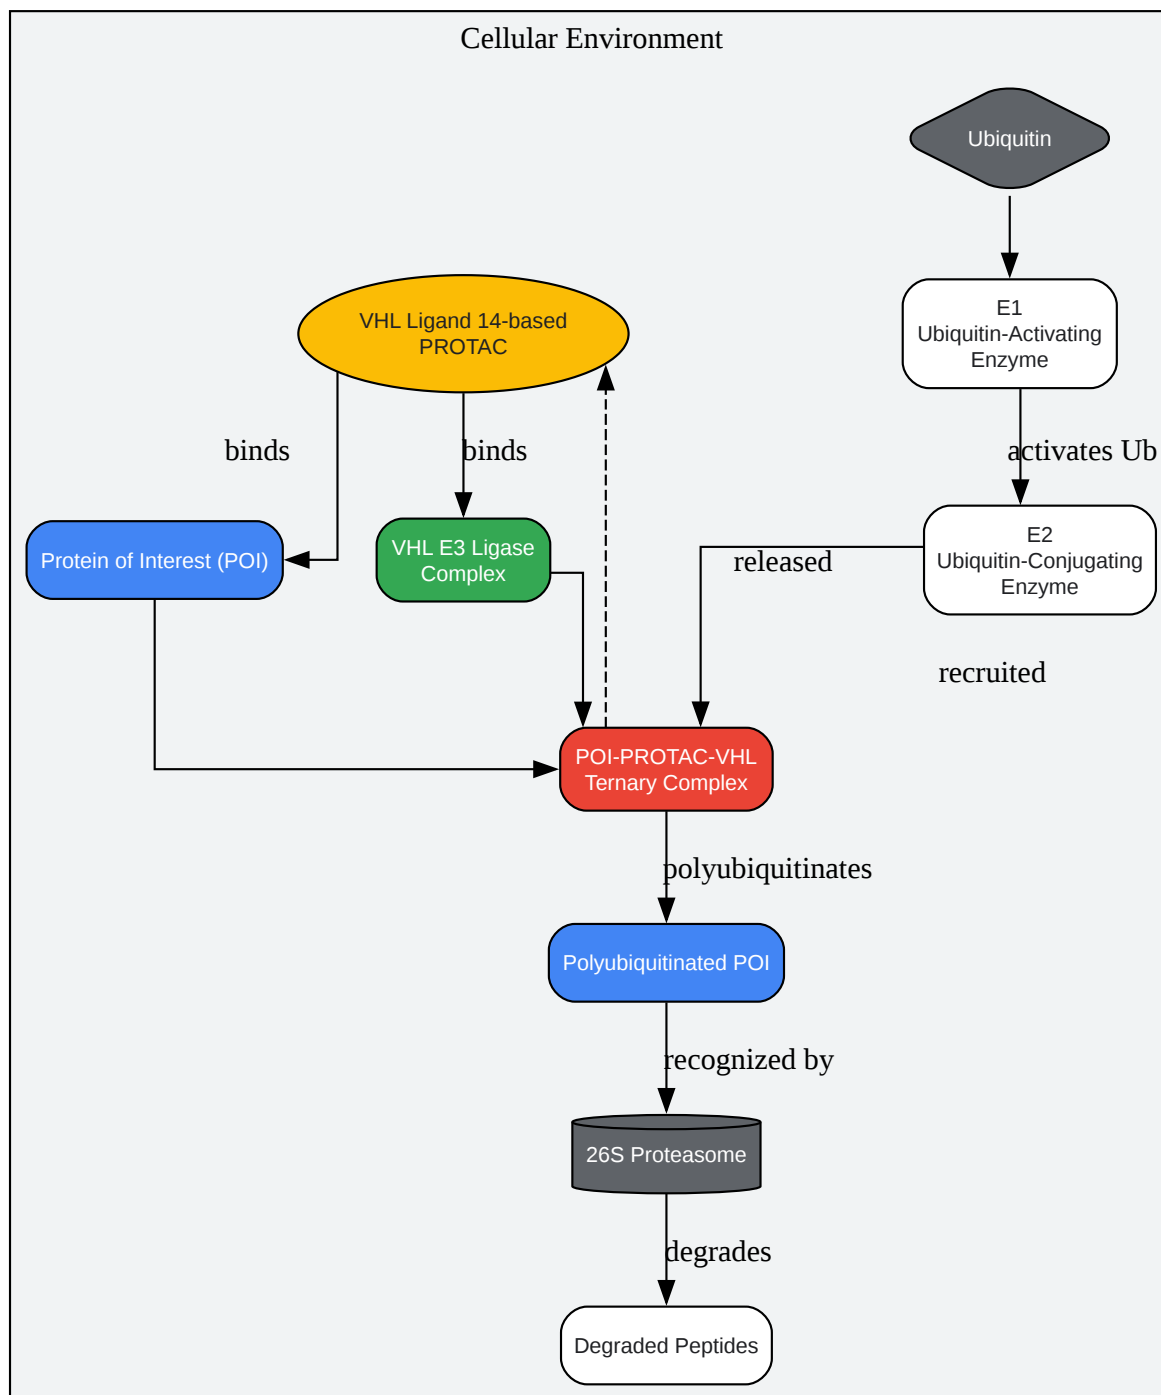 Cellular Environment
Ubiquitin
E1
Ubiquitin-Activating
Enzyme
VHL Ligand 14-based
PROTAC
binds
binds
activates Ub
Protein of Interest (POI)
VHL E3 Ligase
Complex
released
E2
Ubiquitin-Conjugating
Enzyme
recruited
POI-PROTAC-VHL
Ternary Complex
polyubiquitinates
Polyubiquitinated POI
recognized by
26S Proteasome
degrades
Degraded Peptides